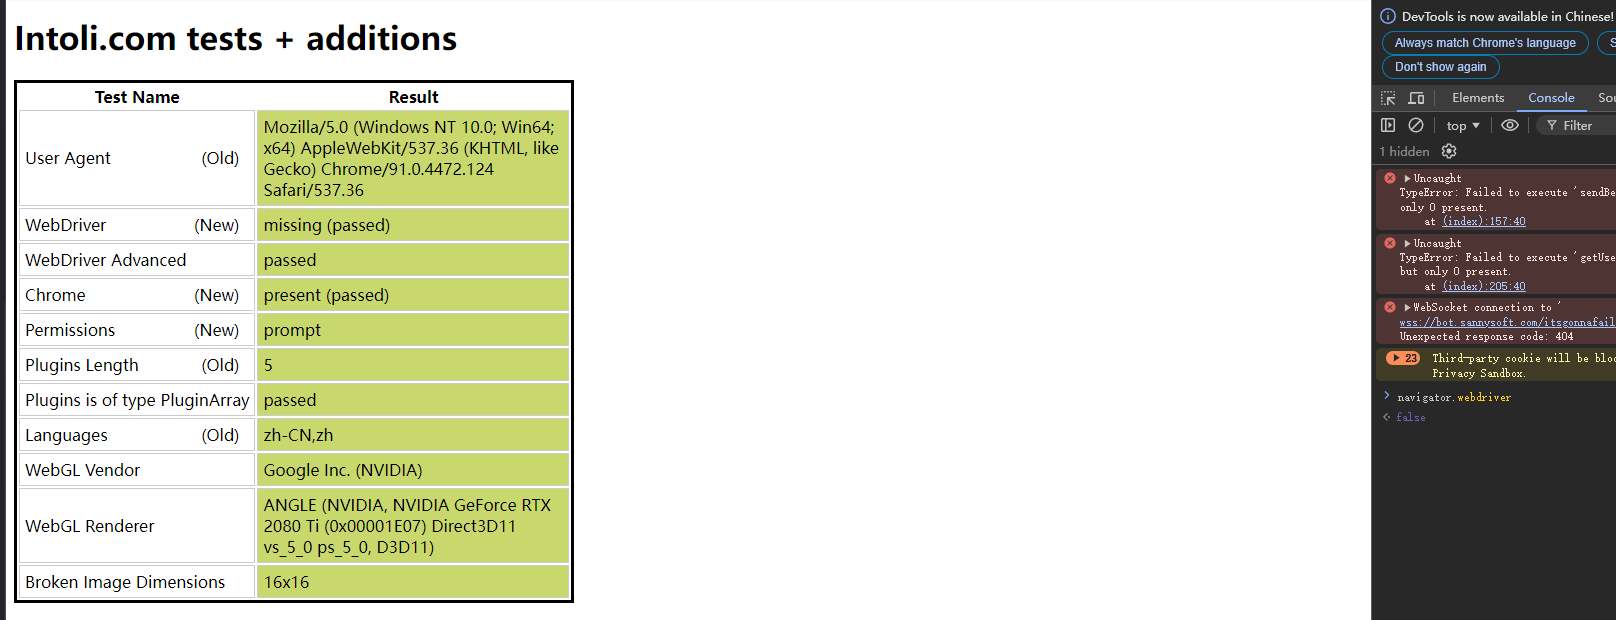 Intoli.com tests + additions
Test Name Result
User Agent (Old)
Mozilla/5.0 (Windows NT 10.0; Win64;
x64) AppleWebKit/537.36 (KHTML, like
Gecko) Chrome/91.0.4472.124
Safari/537.36
WebDriver (New) missing (passed)
WebDriver Advanced passed
Chrome (New) present (passed)
Permissions (New) prompt
Plugins Length (Old) 5
Plugins is of type PluginArray passed
Languages (Old) zh-CN,zh
WebGL Vendor Google Inc. (NVIDIA)
WebGL Renderer
ANGLE (NVIDIA, NVIDIA GeForce RTX
2080 Ti (0x00001E07) Direct3D11
vs_5_0 ps_5_0, D3D11)
Broken Image Dimensions 16x16
DevTools is now available in Chinese!
Always match Chrome's language S
Don't show again
Elements Console Sou
top Filter
1 hidden
Uncaught
TypeError: Failed to execute 'sendBe
only 0 present.
at (index):157:40
Uncaught
TypeError: Failed to execute 'getUse
but only 0 present.
at (index):205:40
WebSocket connection to '
wss://bot.sannysoft.com/itsgonnafail
Unexpected response code: 404
23 Third-party cookie will be bloc
Privacy Sandbox.
navigator.webdriver
false